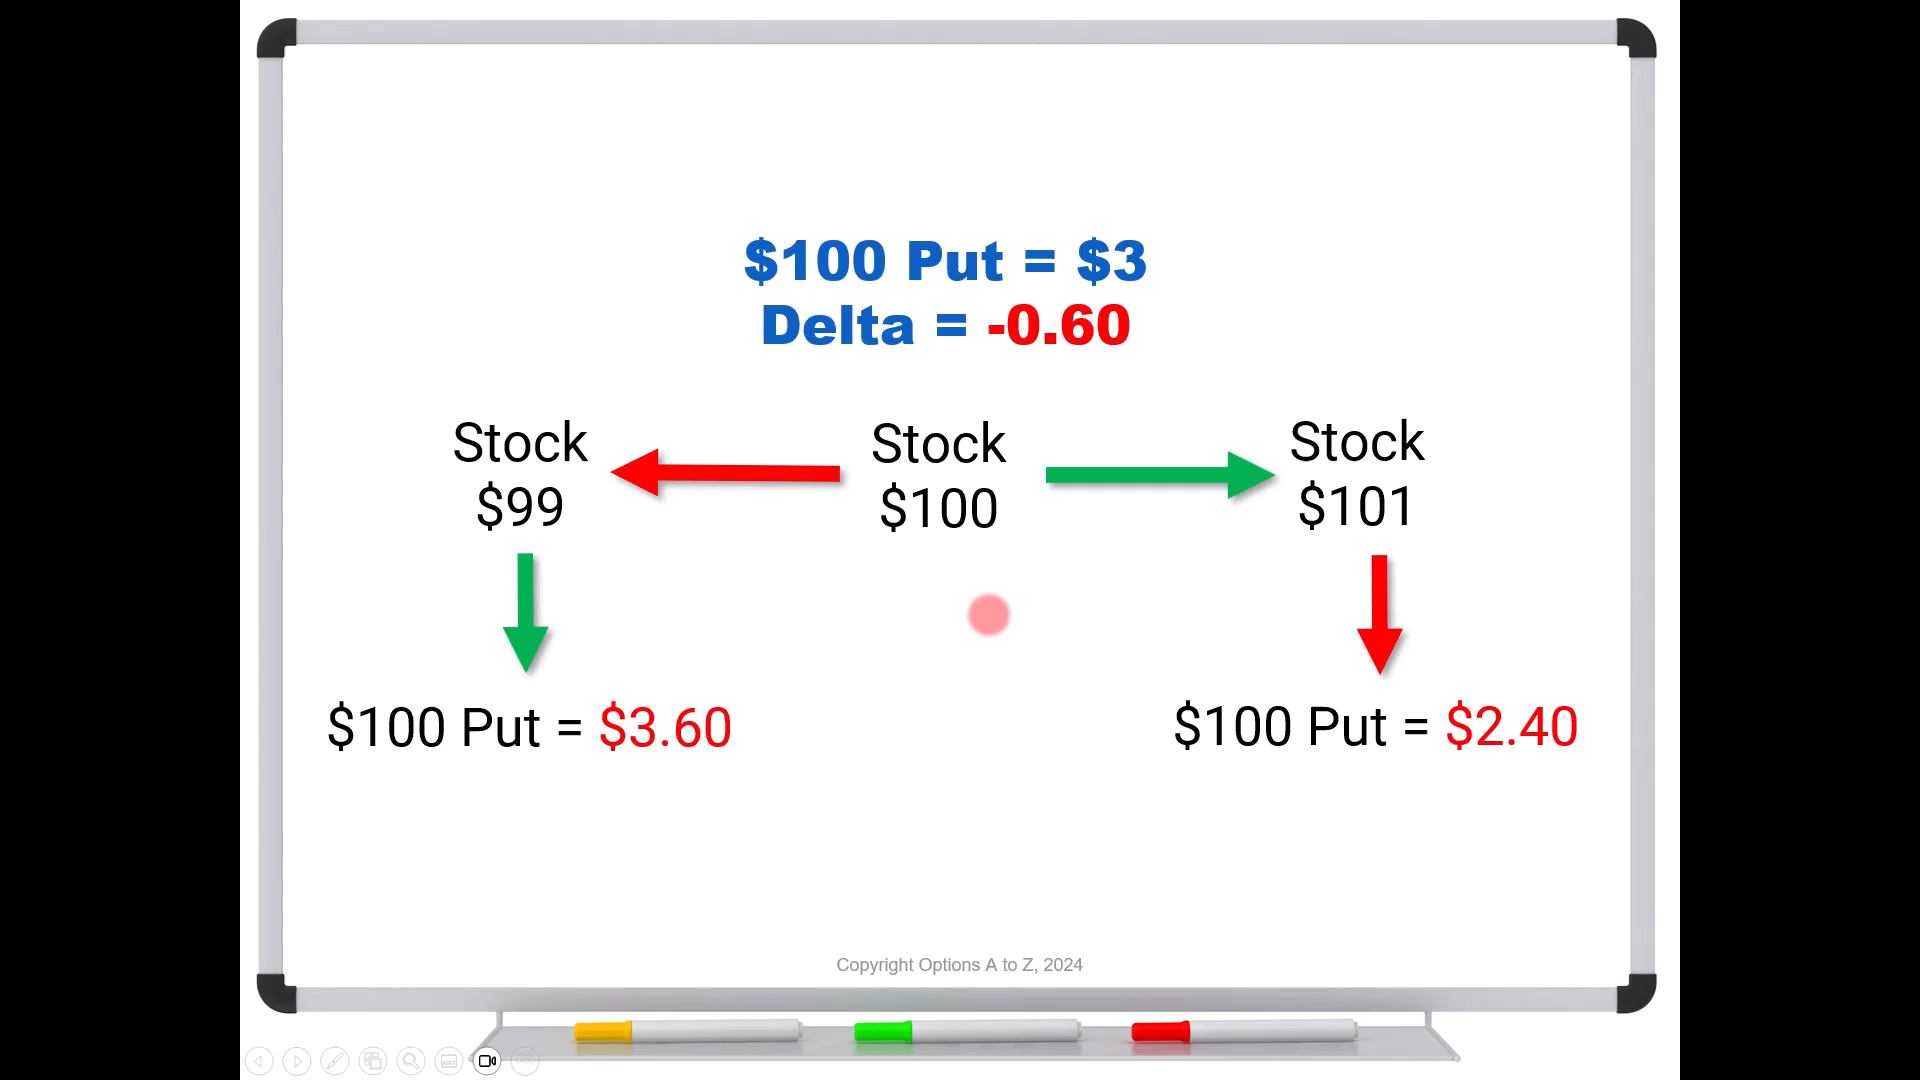 $100 Put = $3
Delta = -0.60
Stock
$99
Stock
$100
Stock
$101
$100 Put = $3.60
$100 Put = $2.40
Copyright Options A to Z, 2024